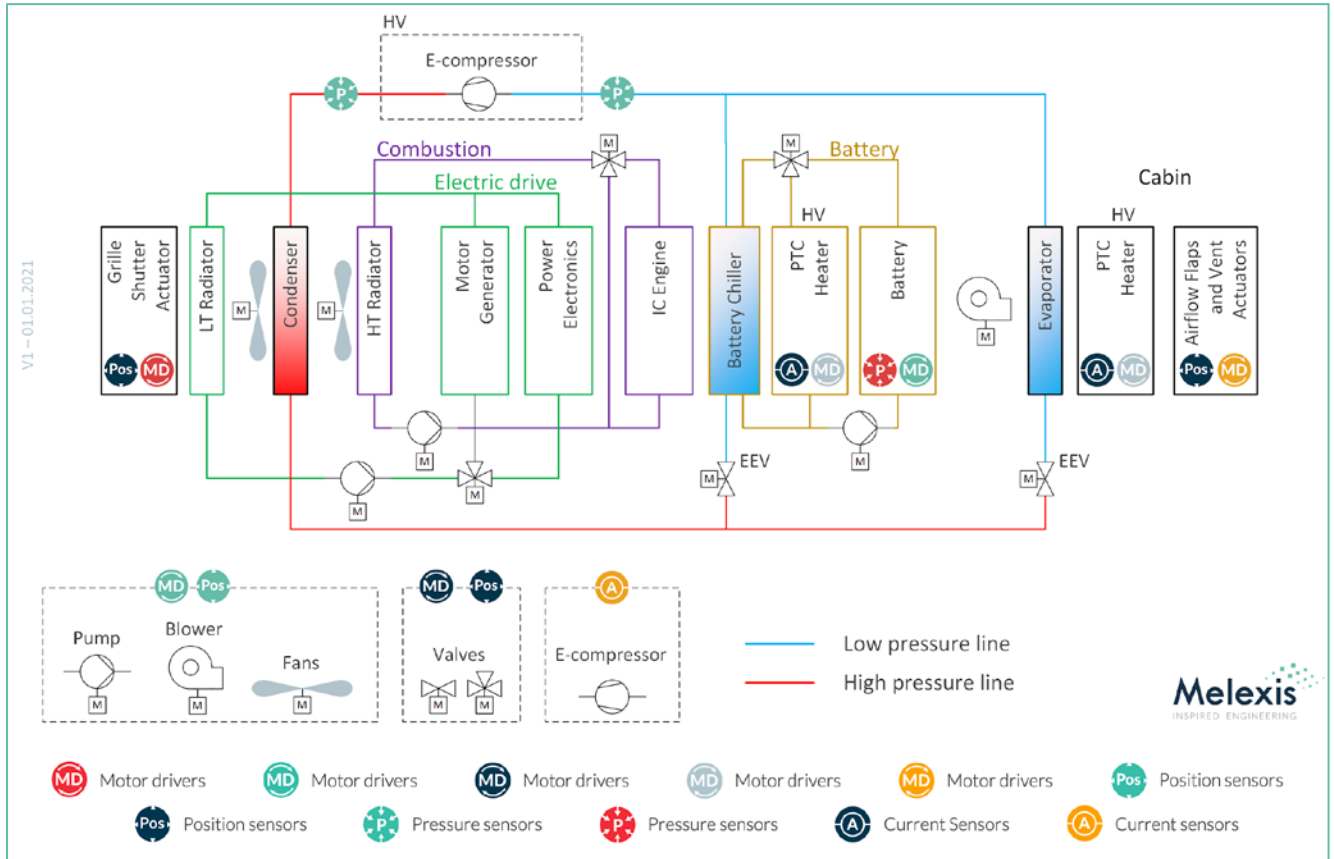 HV
E-compressor
P
P
Combustion
M
M
Battery
Electric drive
Cabin
HV
HV
Grille
Shutter
Actuator
LT Radiator
Condenser
HT Radiator
Motor
Generator
Power
Electronics
IC Engine
Battery Chiller
PTC
Heater
Battery
Evaporator
PTC
Heater
Airflow Flaps
and Vent
Actuators
V1 – 01.01.2021
M
M
M
Pos
MD
A
MD
P
MD
A
MD
Pos
MD
M
M
M
M
M
EEV
M
EEV
MD
Pos
MD
Pos
A
Pump
Blower
Fans
Valves
E-compressor
M
M
M
M
M
Low pressure line
High pressure line
Melexis
INSPIRED ENGINEERING
MD Motor drivers
MD Motor drivers
MD Motor drivers
MD Motor drivers
MD Motor drivers
Pos Position sensors
Pos Position sensors
P Pressure sensors
P Pressure sensors
A Current Sensors
A Current sensors